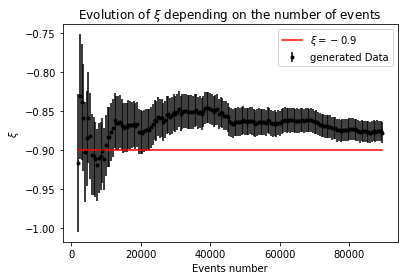 Evolution of ξ depending on the number of events
ξ = − 0.9
generated Data
−0.75
−0.80
−0.85
−0.90
−0.95
−1.00
ξ
0
20000
40000
60000
80000
Events number